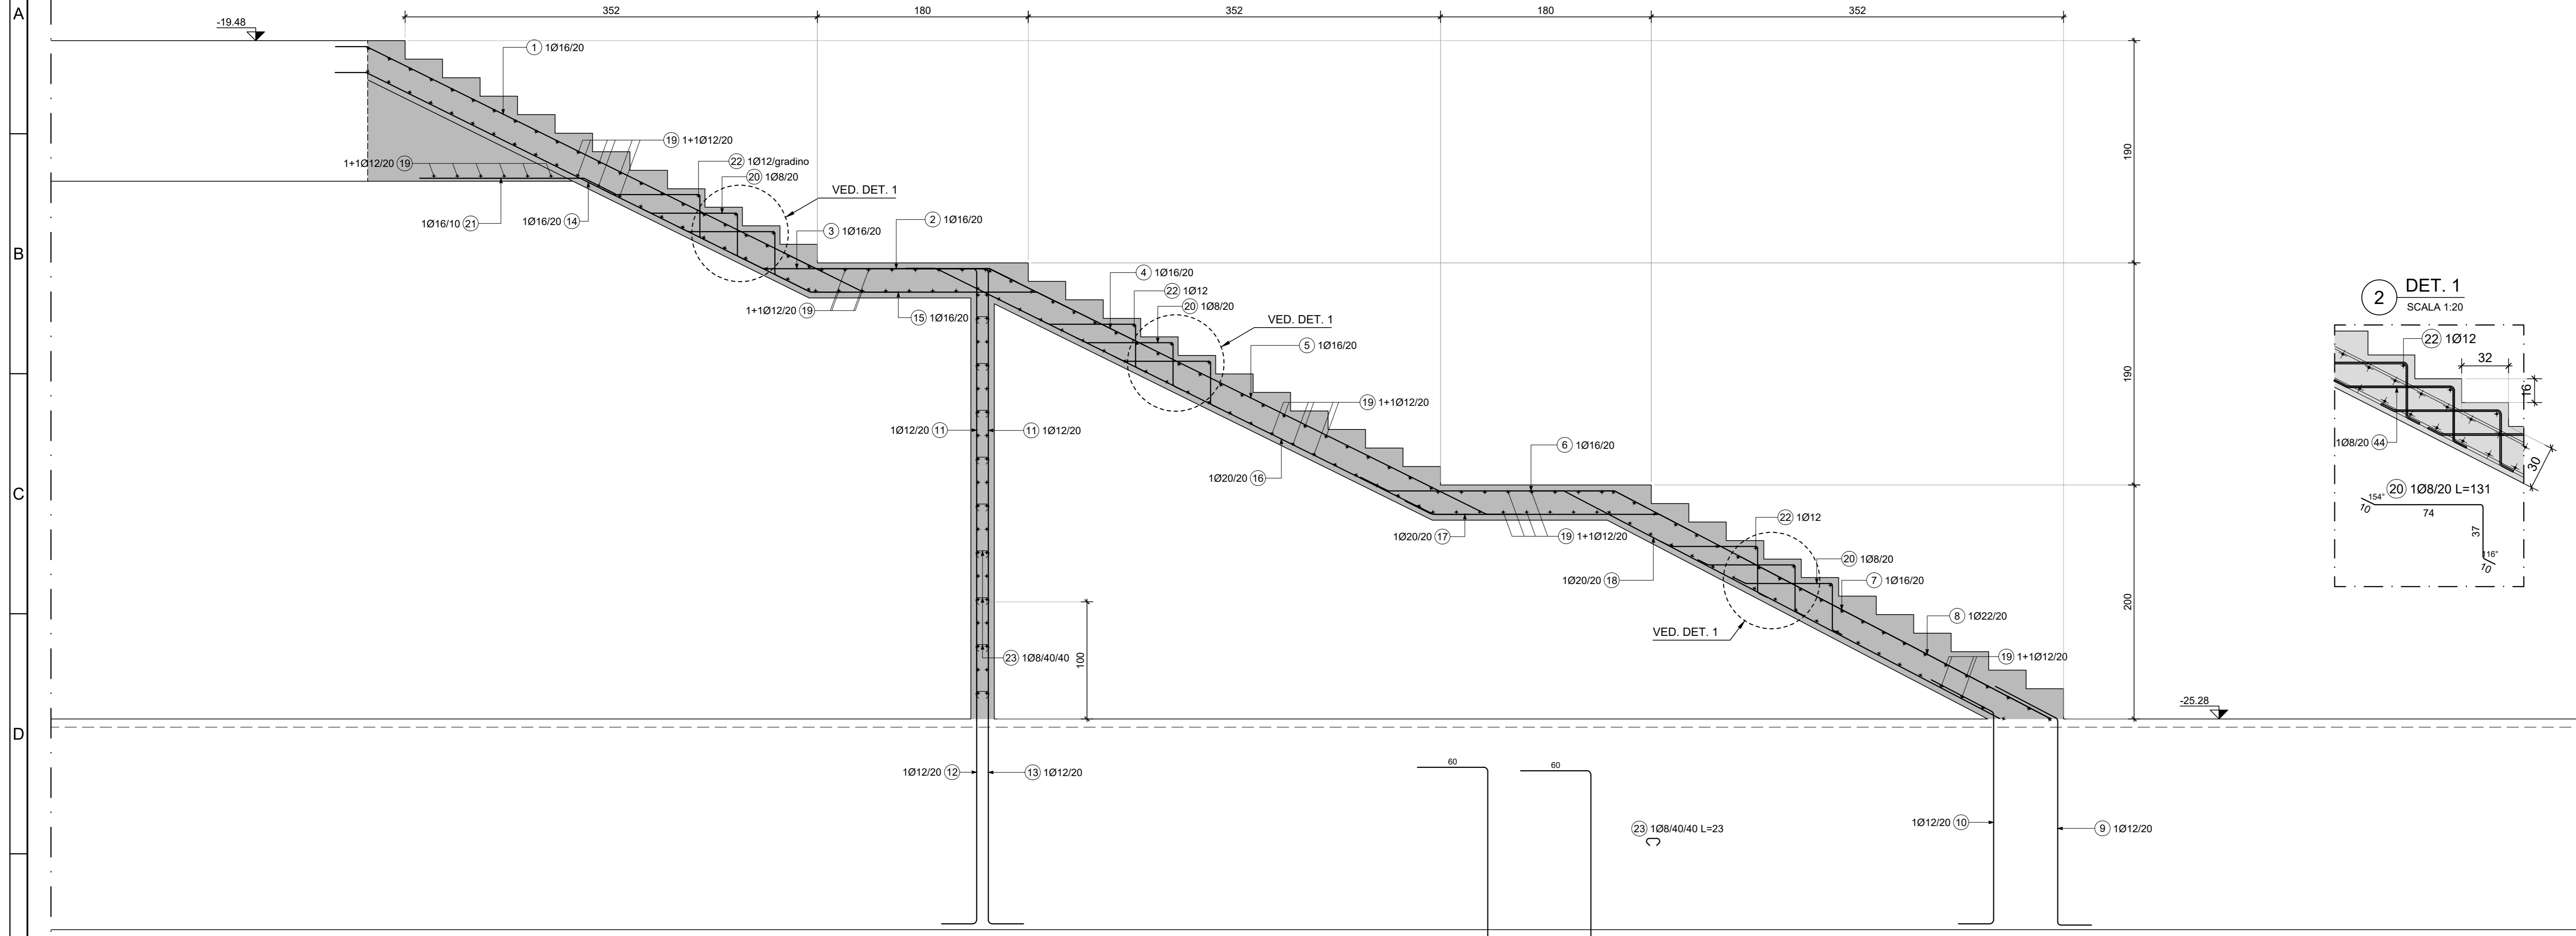 A
352
180
352
180
352
-19.48
1 1Ø16/20
19 1+1Ø12/20
1+1Ø12/20 19
22 1Ø12/gradino
20 1Ø8/20
VED. DET. 1
190
1Ø16/10 21
1Ø16/20 14
3 1Ø16/20
2 1Ø16/20
B
4 1Ø16/20
22 1Ø12
20 1Ø8/20
VED. DET. 1
1+1Ø12/20 19
15 1Ø16/20
5 1Ø16/20
190
2 DET. 1
SCALA 1:20
22 1Ø12
32
16
1Ø8/20 44
30
20 1Ø8/20 L=131
154°
10
74
37
116°
10
19 1+1Ø12/20
1Ø12/20 11
11 1Ø12/20
6 1Ø16/20
1Ø20/20 16
C
22 1Ø12
1Ø20/20 17
19 1+1Ø12/20
20 1Ø8/20
1Ø20/20 18
7 1Ø16/20
200
8 1Ø22/20
VED. DET. 1
23 1Ø8/40/40
100
19 1+1Ø12/20
-25.28
D
1Ø12/20 12
13 1Ø12/20
60
60
23 1Ø8/40/40 L=23
1Ø12/20 10
9 1Ø12/20